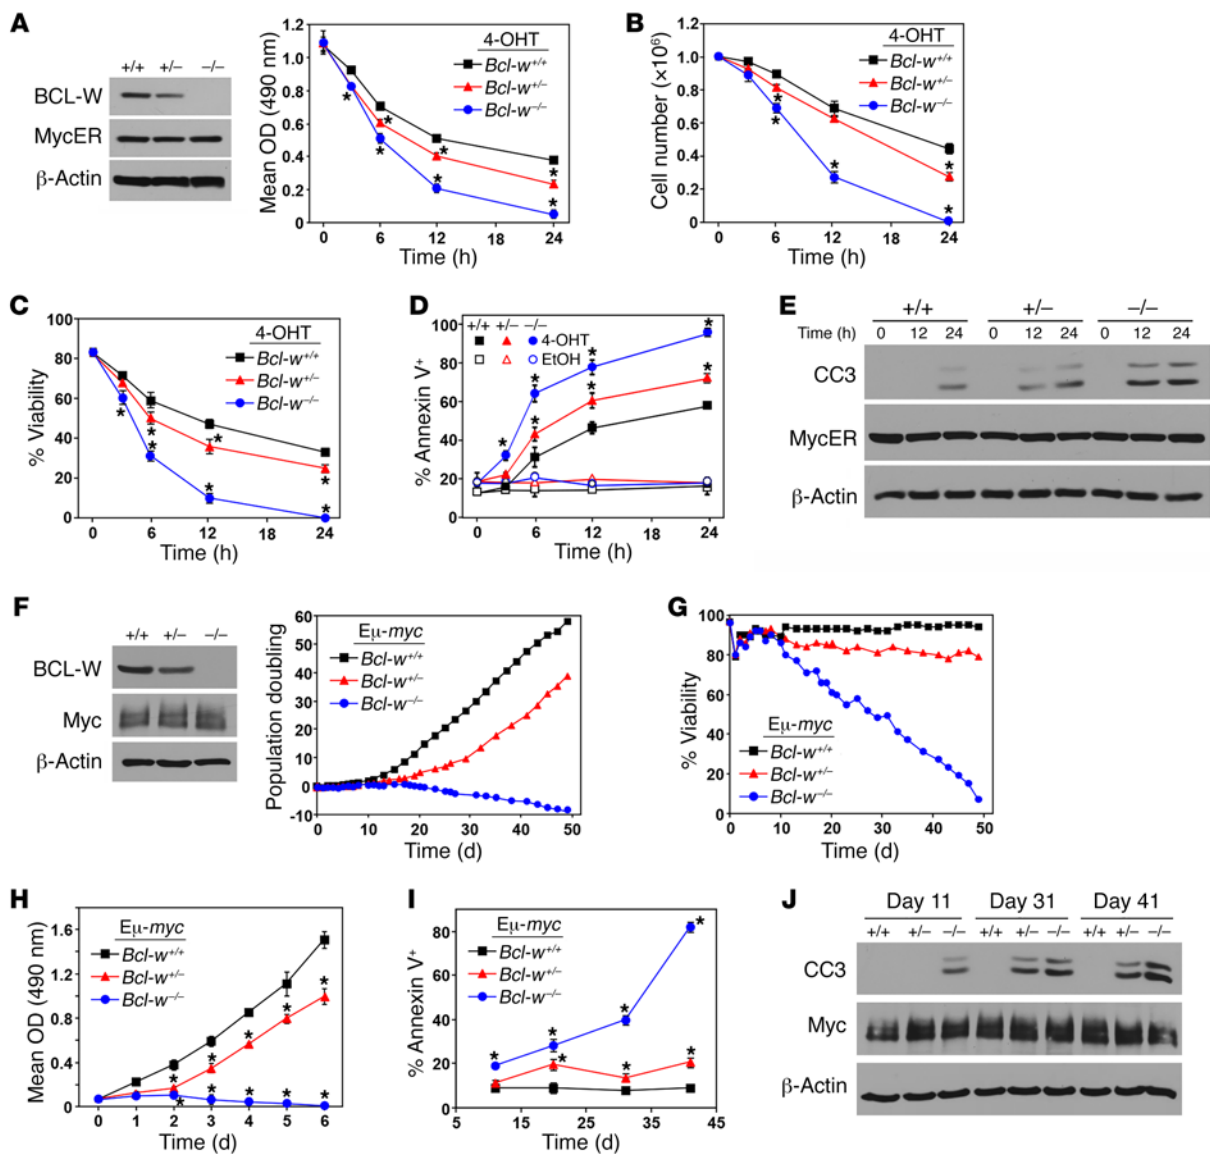 A
+/+ +/– –/–
BCL-W
MycER
β-Actin
Mean OD (490 nm)
1.2
1.0
0.8
0.6
0.4
0.2
0
4-OHT
Bcl-w+/+
Bcl-w+/–
Bcl-w–/–
* * * * * * *
0 6 12 18 24
Time (h)
B
Cell number (×10⁶)
1.2
1.0
0.8
0.6
0.4
0.2
0
4-OHT
Bcl-w+/+
Bcl-w+/–
Bcl-w–/–
* * * * *
0 6 12 18 24
Time (h)
C
% Viability
100
80
60
40
20
0
4-OHT
Bcl-w+/+
Bcl-w+/–
Bcl-w–/–
* * * * * * *
0 6 12 18 24
Time (h)
D
% Annexin V+
100
80
60
40
20
0
+/+ +/– –/–
4-OHT
EtOH
* * * * * * *
0 6 12 18 24
Time (h)
E
+/+ +/– –/–
Time (h) 0 12 24 0 12 24 0 12 24
CC3
MycER
β-Actin
F
+/+ +/– –/–
BCL-W
Myc
β-Actin
Population doubling
60
50
40
30
20
10
0
-10
Eμ-myc
Bcl-w+/+
Bcl-w+/–
Bcl-w–/–
0 10 20 30 40 50
Time (d)
G
% Viability
100
80
60
40
20
00
Eμ-myc
Bcl-w+/+
Bcl-w+/–
Bcl-w–/–
0 10 20 30 40 50
Time (d)
H
Mean OD (490 nm)
1.6
1.2
0.8
0.4
0
Eμ-myc
Bcl-w+/+
Bcl-w+/–
Bcl-w–/–
* * * * * * * * * *
0 1 2 3 4 5 6
Time (d)
I
% Annexin V+
80
60
40
20
0
Eμ-myc
Bcl-w+/+
Bcl-w+/–
Bcl-w–/–
* * * * * * *
5 15 25 35 45
Time (d)
J
Day 11 Day 31 Day 41
+/+ +/– –/– +/+ +/– –/– +/+ +/– –/–
CC3
Myc
β-Actin